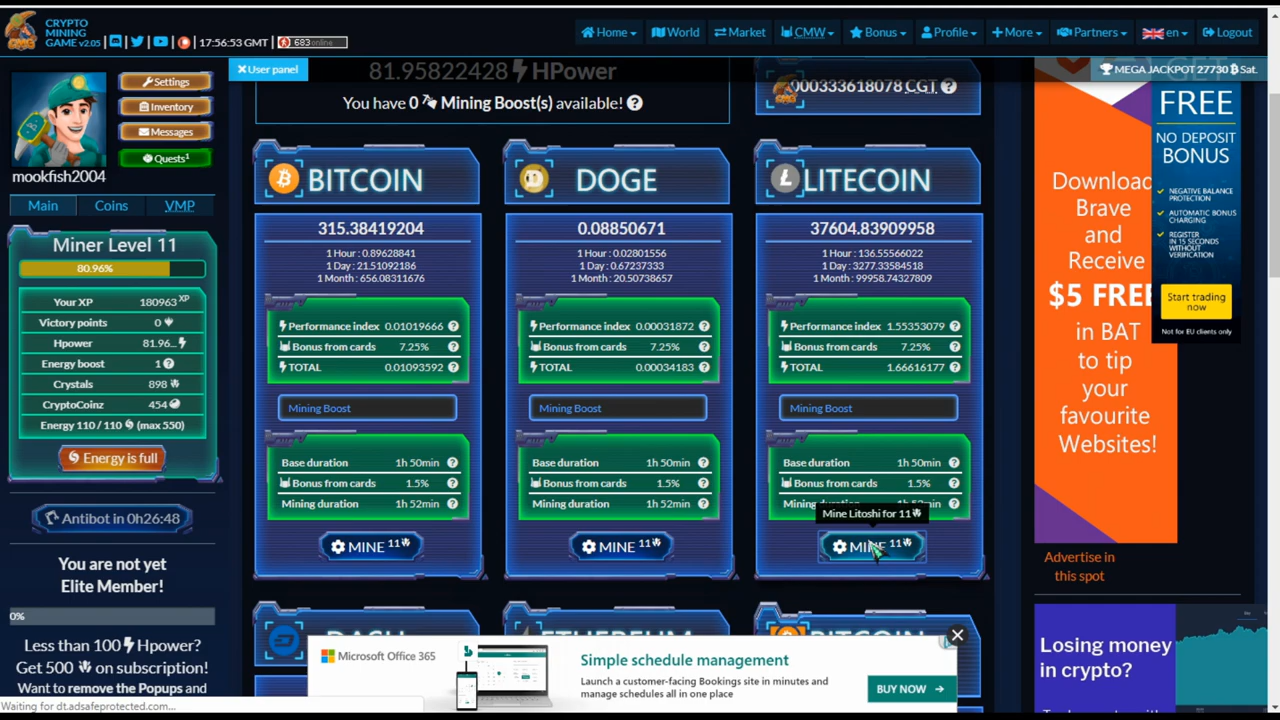 CRYPTO
MINING
GAME v2.05
17:56:53 GMT
683 online
Home
World
Market
CMW
Bonus
Profile
More
Partners
en
Logout
User panel
MEGA JACKPOT 27730 ₿ Sat.
Settings
Inventory
Messages
Quests¹
mookfish2004
Main Coins VMP
Miner Level 11
80.96%
Your XP 180963 XP
Victory points 0
Hpower 81.96...
Energy boost 1
Crystals 898
CryptoCoinz 454
Energy 110 / 110 (max 550)
Energy is full
Antibot in 0h26:48
You are not yet
Elite Member!
0%
Less than 100 Hpower?
Get 500 on subscription!
Want to remove the Popups and
Waiting for dt.adsafeprotected.com...
81.95822428 HPower
You have 0 Mining Boost(s) available!
000333618078 CGT
BITCOIN
315.38419204
1 Hour : 0.89628841
1 Day : 21.51092186
1 Month : 656.08311676
Performance index 0.01019666
Bonus from cards 7.25%
TOTAL 0.01093592
Mining Boost
Base duration 1h 50min
Bonus from cards 1.5%
Mining duration 1h 52min
MINE 11
DOGE
0.08850671
1 Hour : 0.02801556
1 Day : 0.67237333
1 Month : 20.50738657
Performance index 0.00031872
Bonus from cards 7.25%
TOTAL 0.00034183
Mining Boost
Base duration 1h 50min
Bonus from cards 1.5%
Mining duration 1h 52min
MINE 11
LITECOIN
37604.83909958
1 Hour : 136.55566022
1 Day : 3277.33584518
1 Month : 99958.74327809
Performance index 1.55353079
Bonus from cards 7.25%
TOTAL 1.66616177
Mining Boost
Base duration 1h 50min
Bonus from cards 1.5%
Mine Litoshi for 11
MINE 11
DASH
ETHEREUM
BITCOIN
Microsoft Office 365
Simple schedule management
Launch a customer-facing Bookings site in minutes and
manage schedules all in one place
BUY NOW →
Download
Brave
and
Receive
$5 FREE
in BAT
to tip
your
favourite
Websites!
GET
FREE
NO DEPOSIT
BONUS
NEGATIVE BALANCE
PROTECTION
AUTOMATIC BONUS
CHARGING
REGISTER
IN 15 SECONDS
WITHOUT
VERIFICATION
Start trading
now
Not for EU clients only
Advertise in
this spot
Losing money
in crypto?